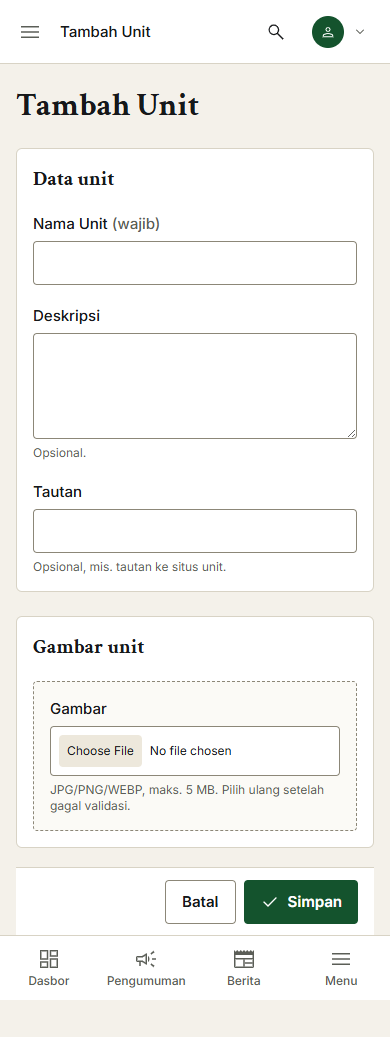 Tambah Unit
Tambah Unit
Data unit
Nama Unit (wajib)
Deskripsi
Opsional.
Tautan
Opsional, mis. tautan ke situs unit.
Gambar unit
Gambar
Choose File No file chosen
JPG/PNG/WEBP, maks. 5 MB. Pilih ulang setelah
gagal validasi.
Batal Simpan
Dasbor Pengumuman Berita Menu